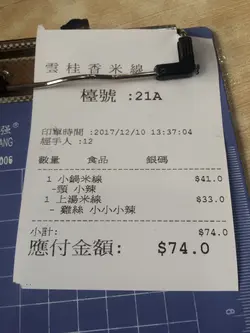 雲桂香米線
檯號 :21A
印單時間 :2017/12/10 13:37:04
經手人 :12
數量 食品 銀碼
1 小鍋米線 $41.0
-頸 小辣
1 上湯米線 $33.0
- 雞絲 小小小辣
小計: $74.0
應付金額: $74.0
强
ANG